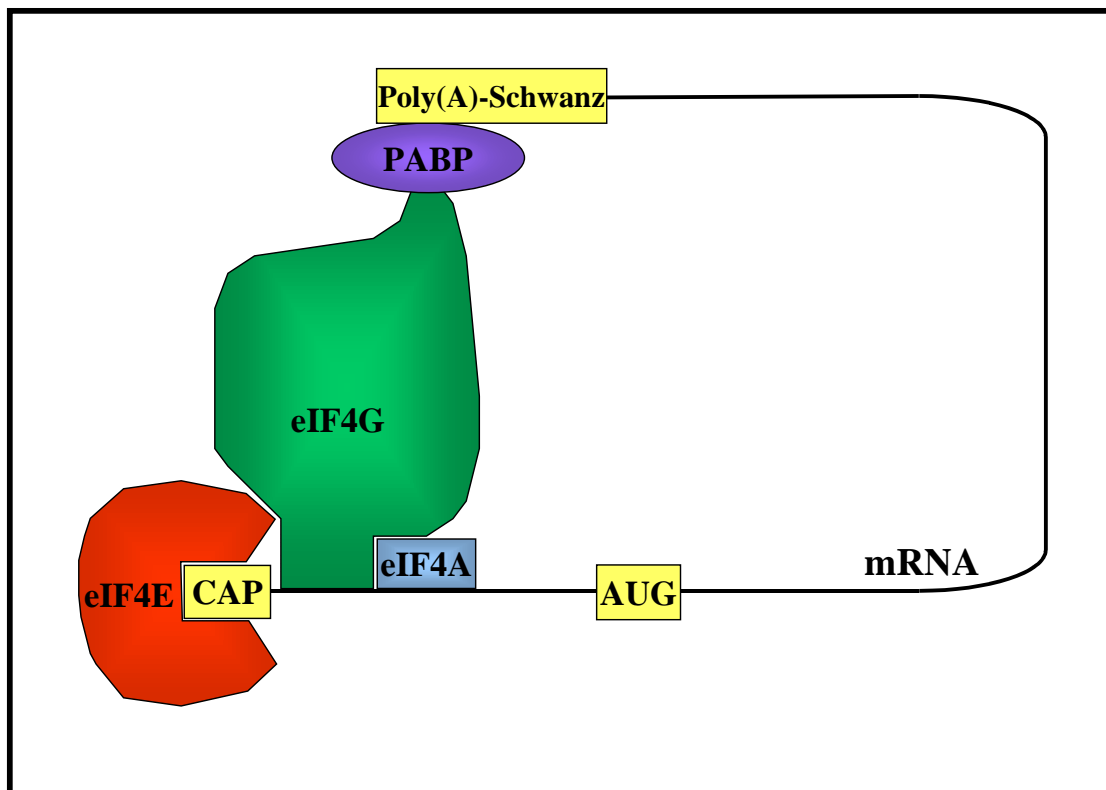 Poly(A)-Schwanz
PABP
eIF4G
eIF4A
mRNA
eIF4E
CAP
AUG